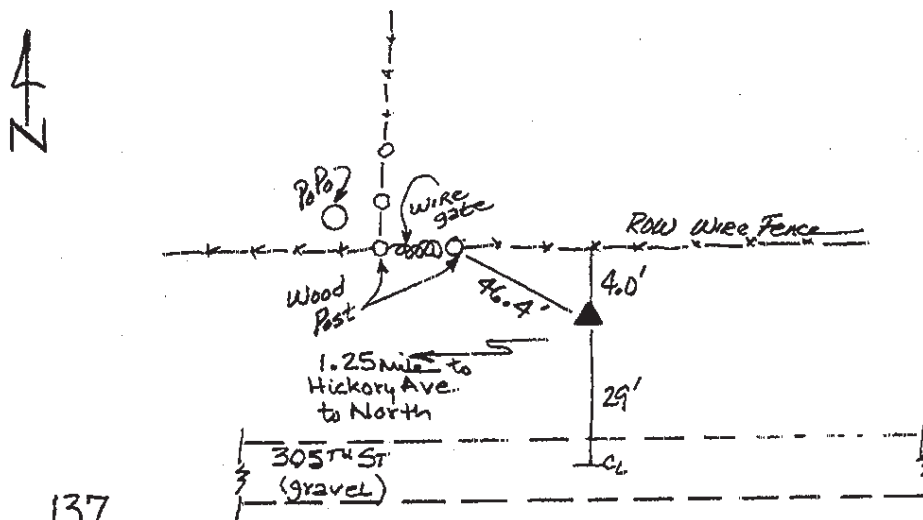 N
PoPo
wire
gate
ROW Wire Fence
Wood
Post
46.4'
4.0'
1.25 mile to
Hickory Ave.
to North
29'
305TH ST
(gravel)
CL
137